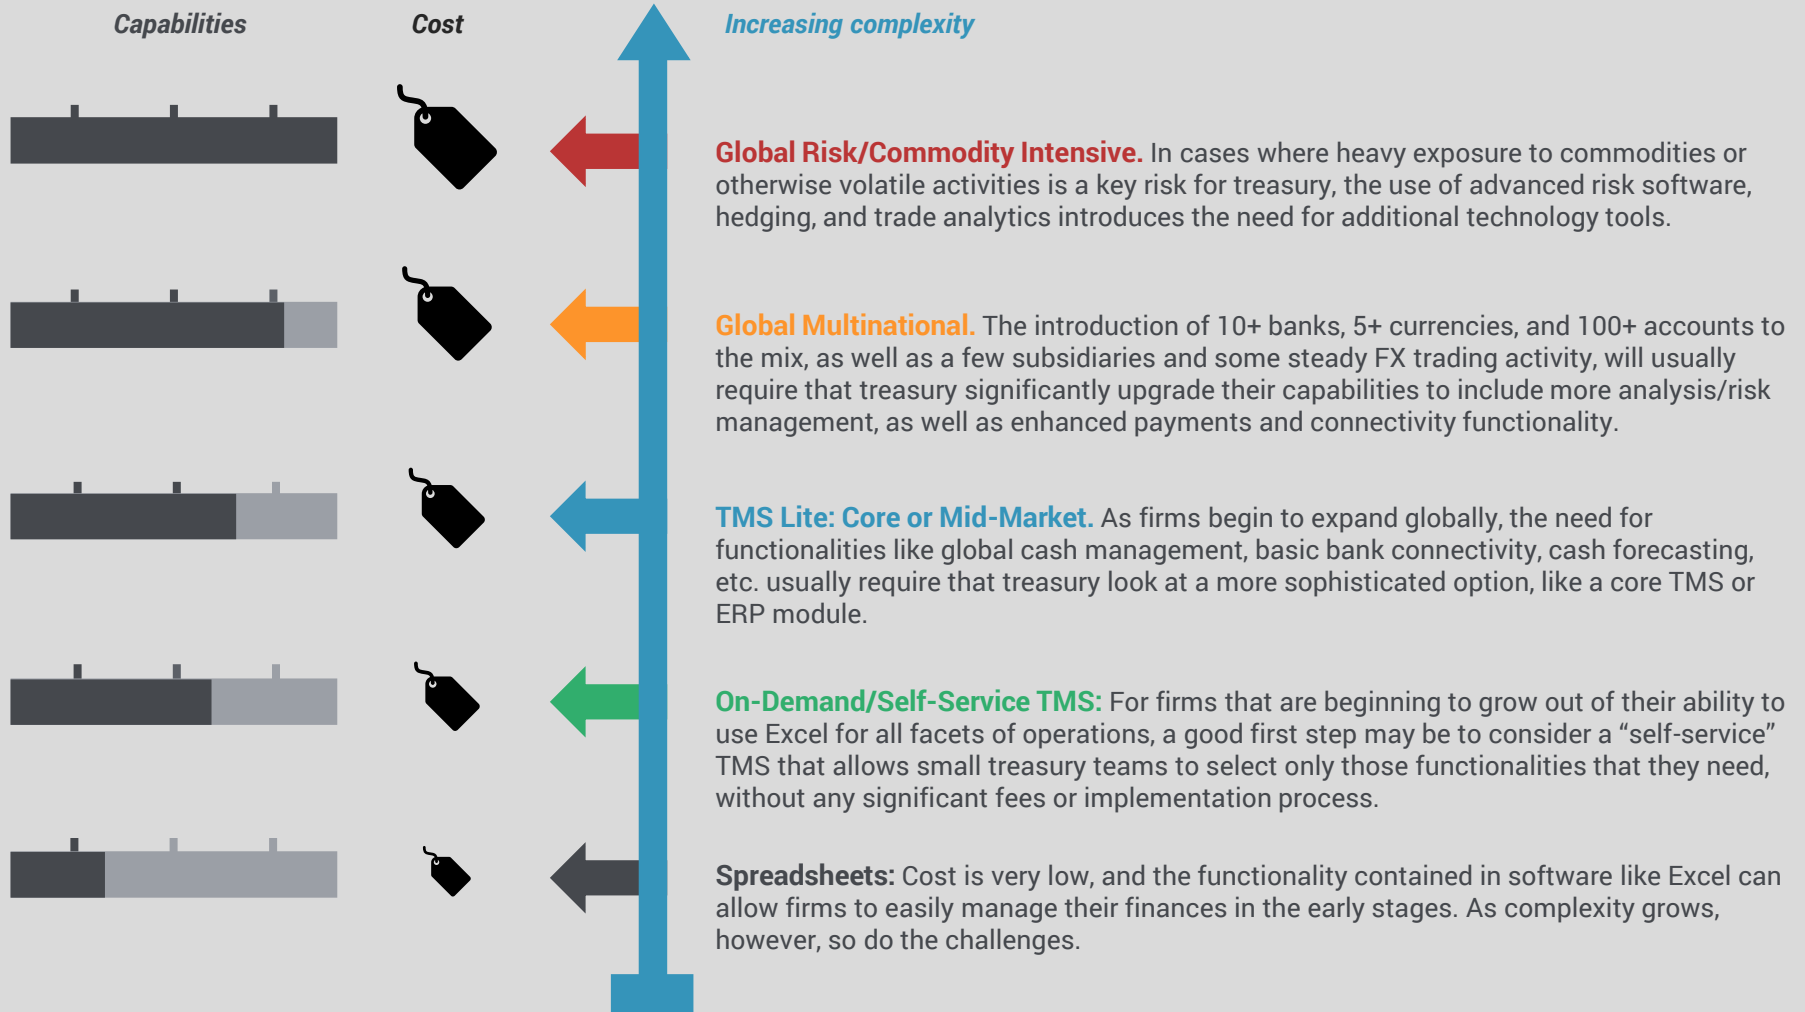 Capabilities
Cost
Increasing complexity
Global Risk/Commodity Intensive. In cases where heavy exposure to commodities or
otherwise volatile activities is a key risk for treasury, the use of advanced risk software,
hedging, and trade analytics introduces the need for additional technology tools.
Global Multinational. The introduction of 10+ banks, 5+ currencies, and 100+ accounts to
the mix, as well as a few subsidiaries and some steady FX trading activity, will usually
require that treasury significantly upgrade their capabilities to include more analysis/risk
management, as well as enhanced payments and connectivity functionality.
TMS Lite: Core or Mid-Market. As firms begin to expand globally, the need for
functionalities like global cash management, basic bank connectivity, cash forecasting,
etc. usually require that treasury look at a more sophisticated option, like a core TMS or
ERP module.
On-Demand/Self-Service TMS: For firms that are beginning to grow out of their ability to
use Excel for all facets of operations, a good first step may be to consider a “self-service”
TMS that allows small treasury teams to select only those functionalities that they need,
without any significant fees or implementation process.
Spreadsheets: Cost is very low, and the functionality contained in software like Excel can
allow firms to easily manage their finances in the early stages. As complexity grows,
however, so do the challenges.